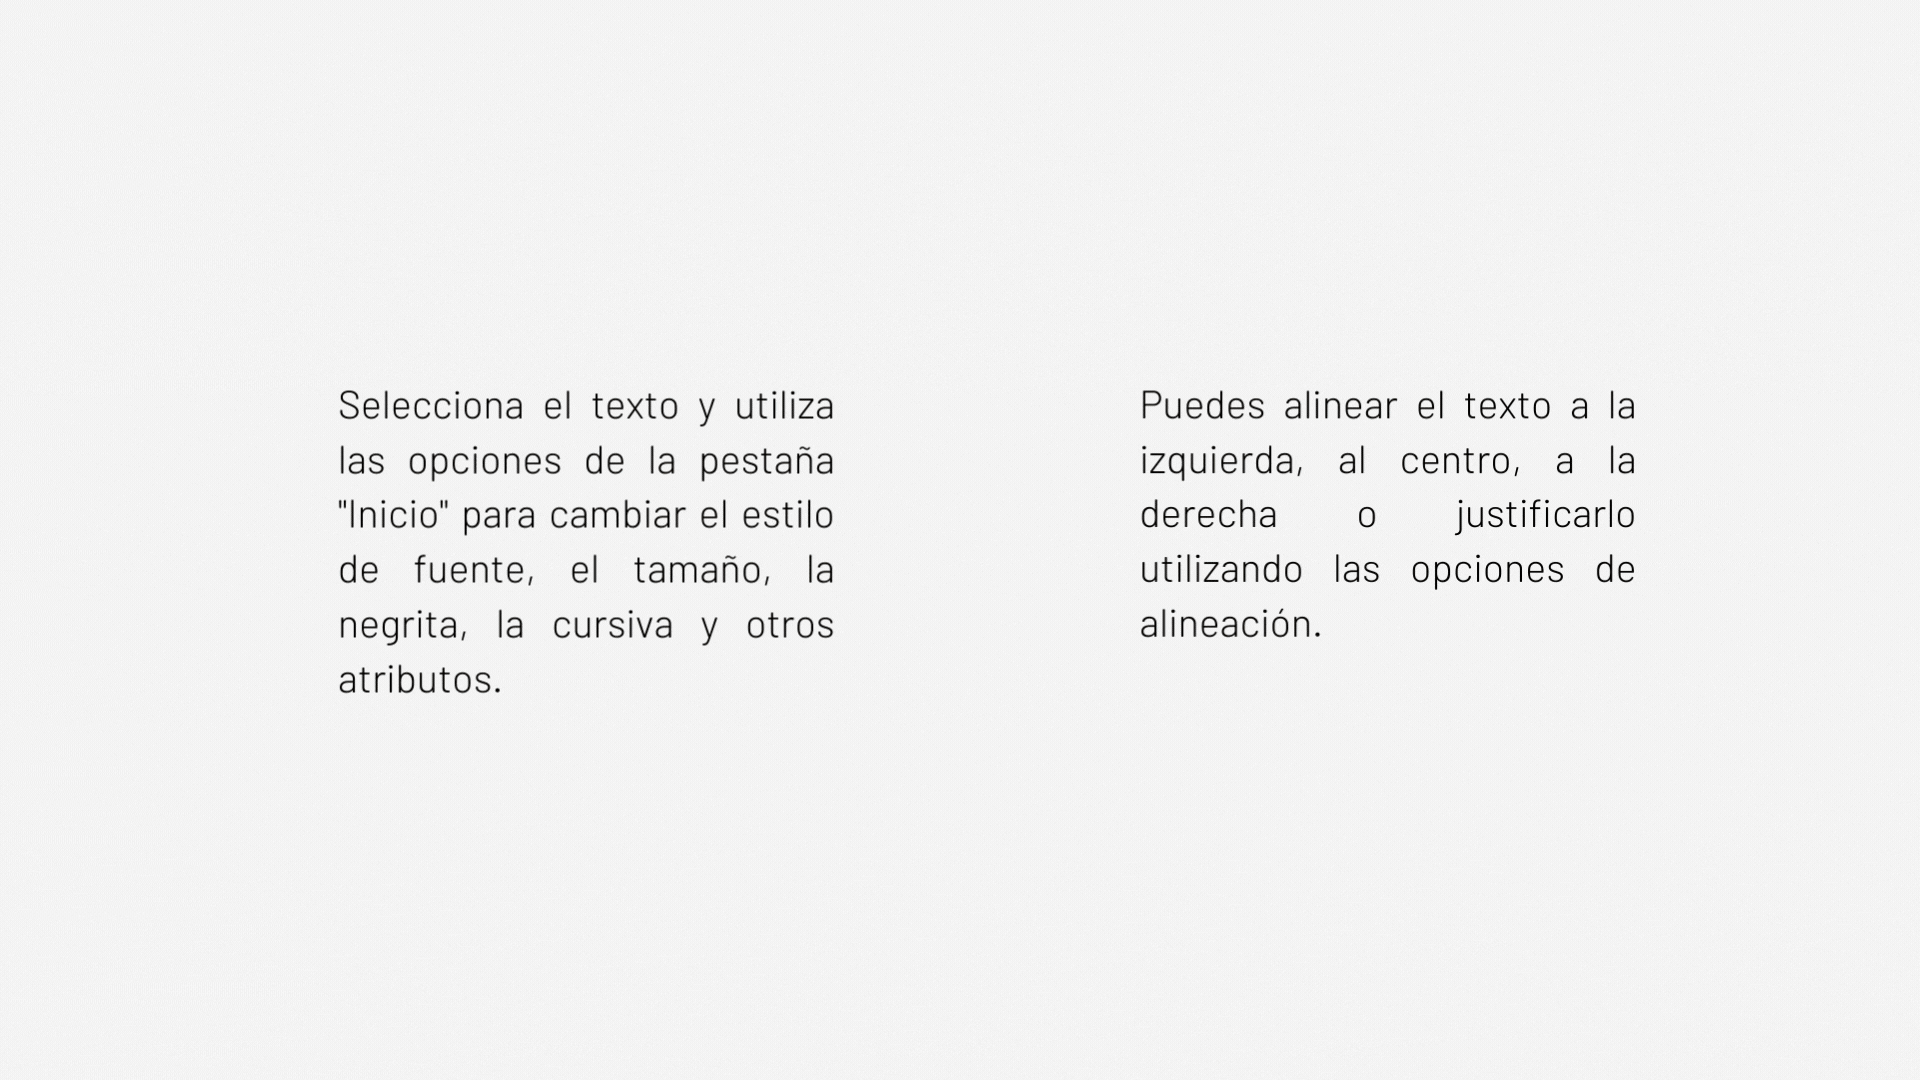 Selecciona el texto y utiliza
las opciones de la pestaña
"Inicio" para cambiar el estilo
de fuente, el tamaño, la
negrita, la cursiva y otros
atributos.
Puedes alinear el texto a la
izquierda, al centro, a la
derecha o justificarlo
utilizando las opciones de
alineación.